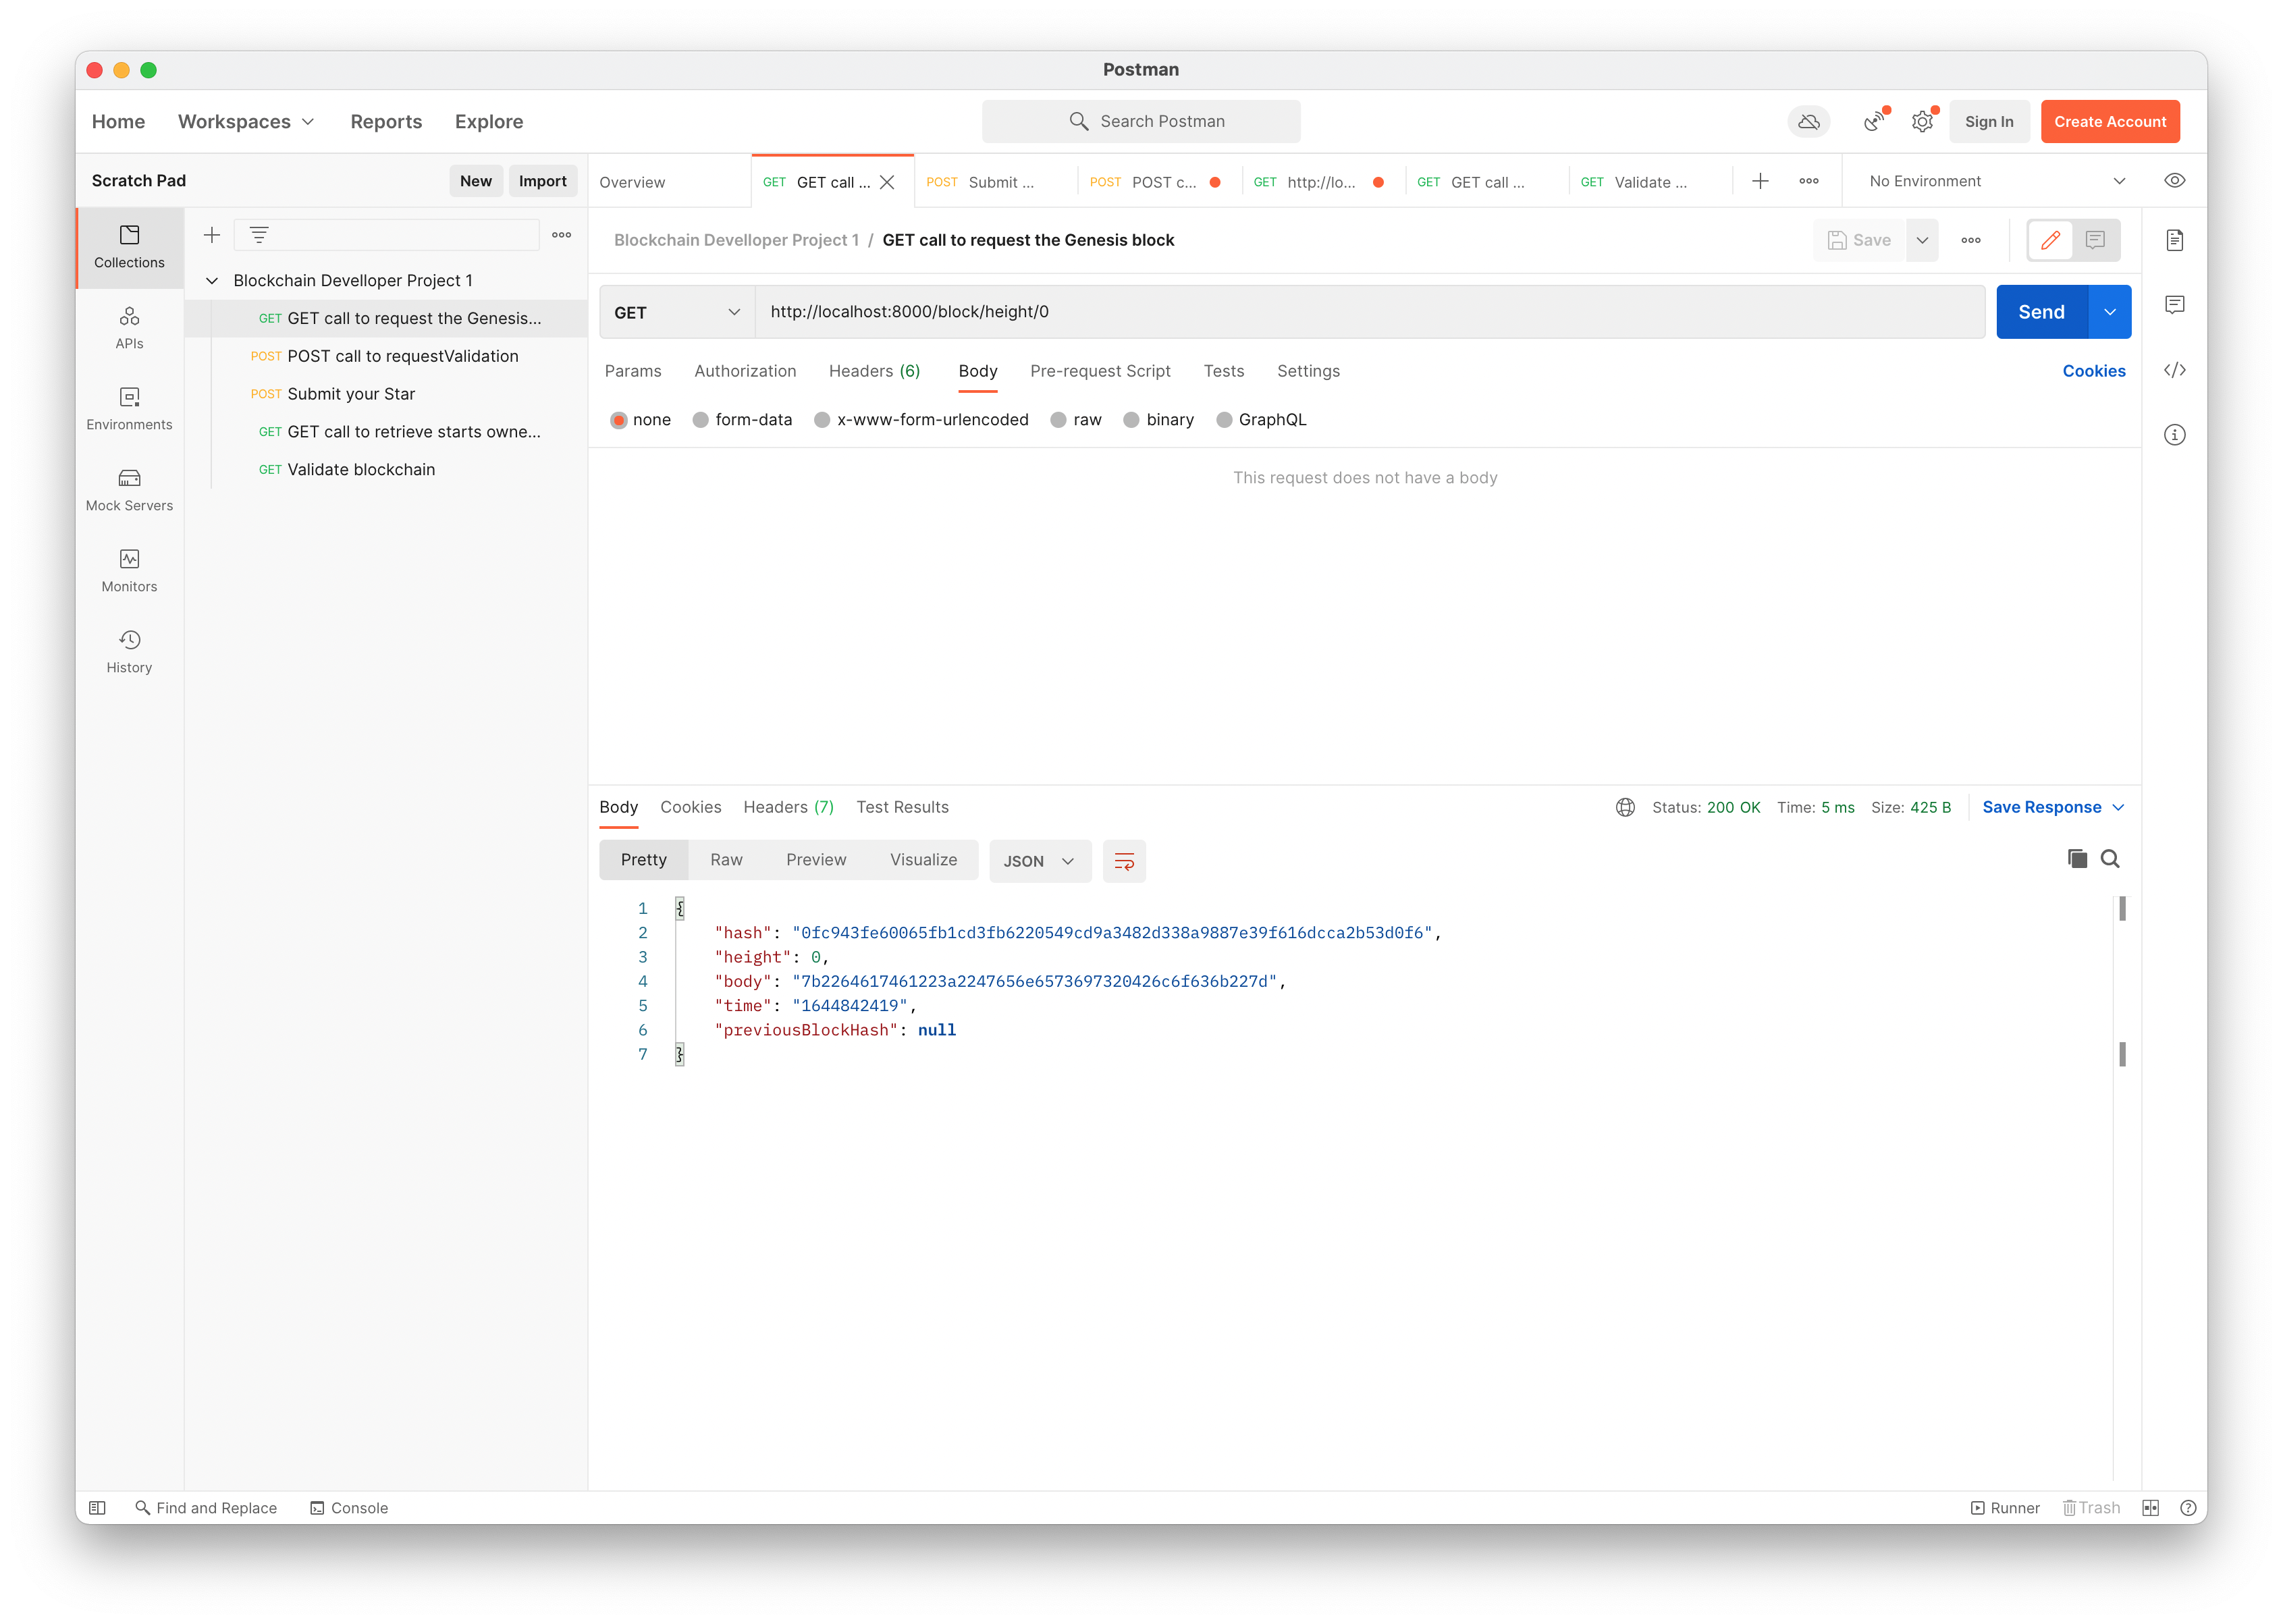 Postman
Home Workspaces Reports Explore Search Postman Sign In Create Account
Scratch Pad New Import Overview GET GET call ... POST Submit ... POST POST c... GET http://lo... GET GET call ... GET Validate ... No Environment
Collections
APIs
Environments
Mock Servers
Monitors
History
Blockchain Develloper Project 1
GET GET call to request the Genesis...
POST POST call to requestValidation
POST Submit your Star
GET GET call to retrieve starts owne...
GET Validate blockchain
Blockchain Develloper Project 1 / GET call to request the Genesis block Save
GET http://localhost:8000/block/height/0 Send
Params Authorization Headers (6) Body Pre-request Script Tests Settings Cookies
none form-data x-www-form-urlencoded raw binary GraphQL
This request does not have a body
Body Cookies Headers (7) Test Results Status: 200 OK Time: 5 ms Size: 425 B Save Response
Pretty Raw Preview Visualize JSON
1 {
2 "hash": "0fc943fe60065fb1cd3fb6220549cd9a3482d338a9887e39f616dcca2b53d0f6",
3 "height": 0,
4 "body": "7b2264617461223a2247656e6573697320426c6f636b227d",
5 "time": "1644842419",
6 "previousBlockHash": null
7 }
Find and Replace Console Runner Trash